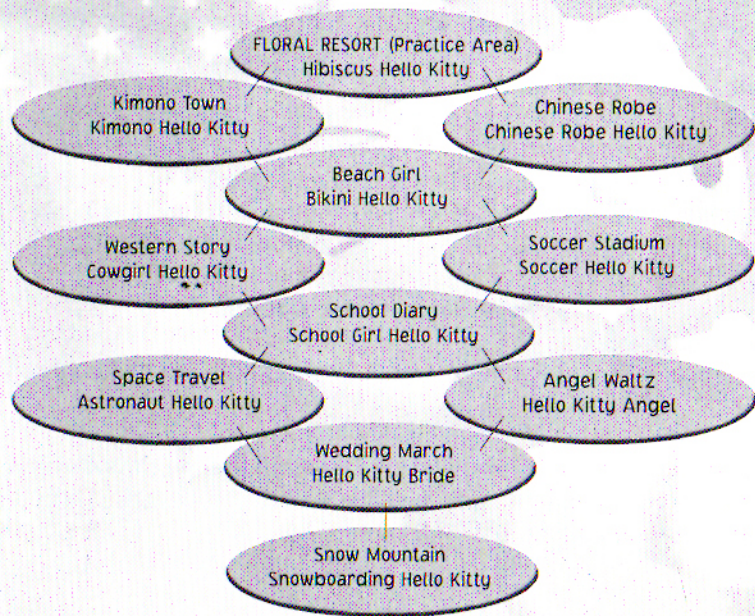 FLORAL RESORT (Practice Area)
Hibiscus Hello Kitty
Kimono Town
Kimono Hello Kitty
Chinese Robe
Chinese Robe Hello Kitty
Beach Girl
Bikini Hello Kitty
Western Story
Cowgirl Hello Kitty
Soccer Stadium
Soccer Hello Kitty
School Diary
School Girl Hello Kitty
Space Travel
Astronaut Hello Kitty
Angel Waltz
Hello Kitty Angel
Wedding March
Hello Kitty Bride
Snow Mountain
Snowboarding Hello Kitty